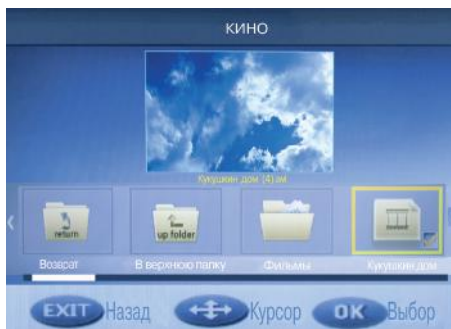 КИНО
Кукушкин дом (4).avi
return
up folder
Возврат
В верхнюю папку
Фильмы
Кукушкин дом
EXIT Назад
Курсор
OK Выбор